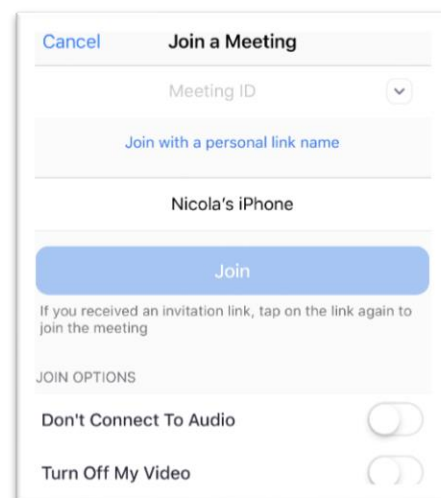 Cancel Join a Meeting
Meeting ID
Join with a personal link name
Nicola's iPhone
Join
If you received an invitation link, tap on the link again to
join the meeting
JOIN OPTIONS
Don't Connect To Audio
Turn Off My Video